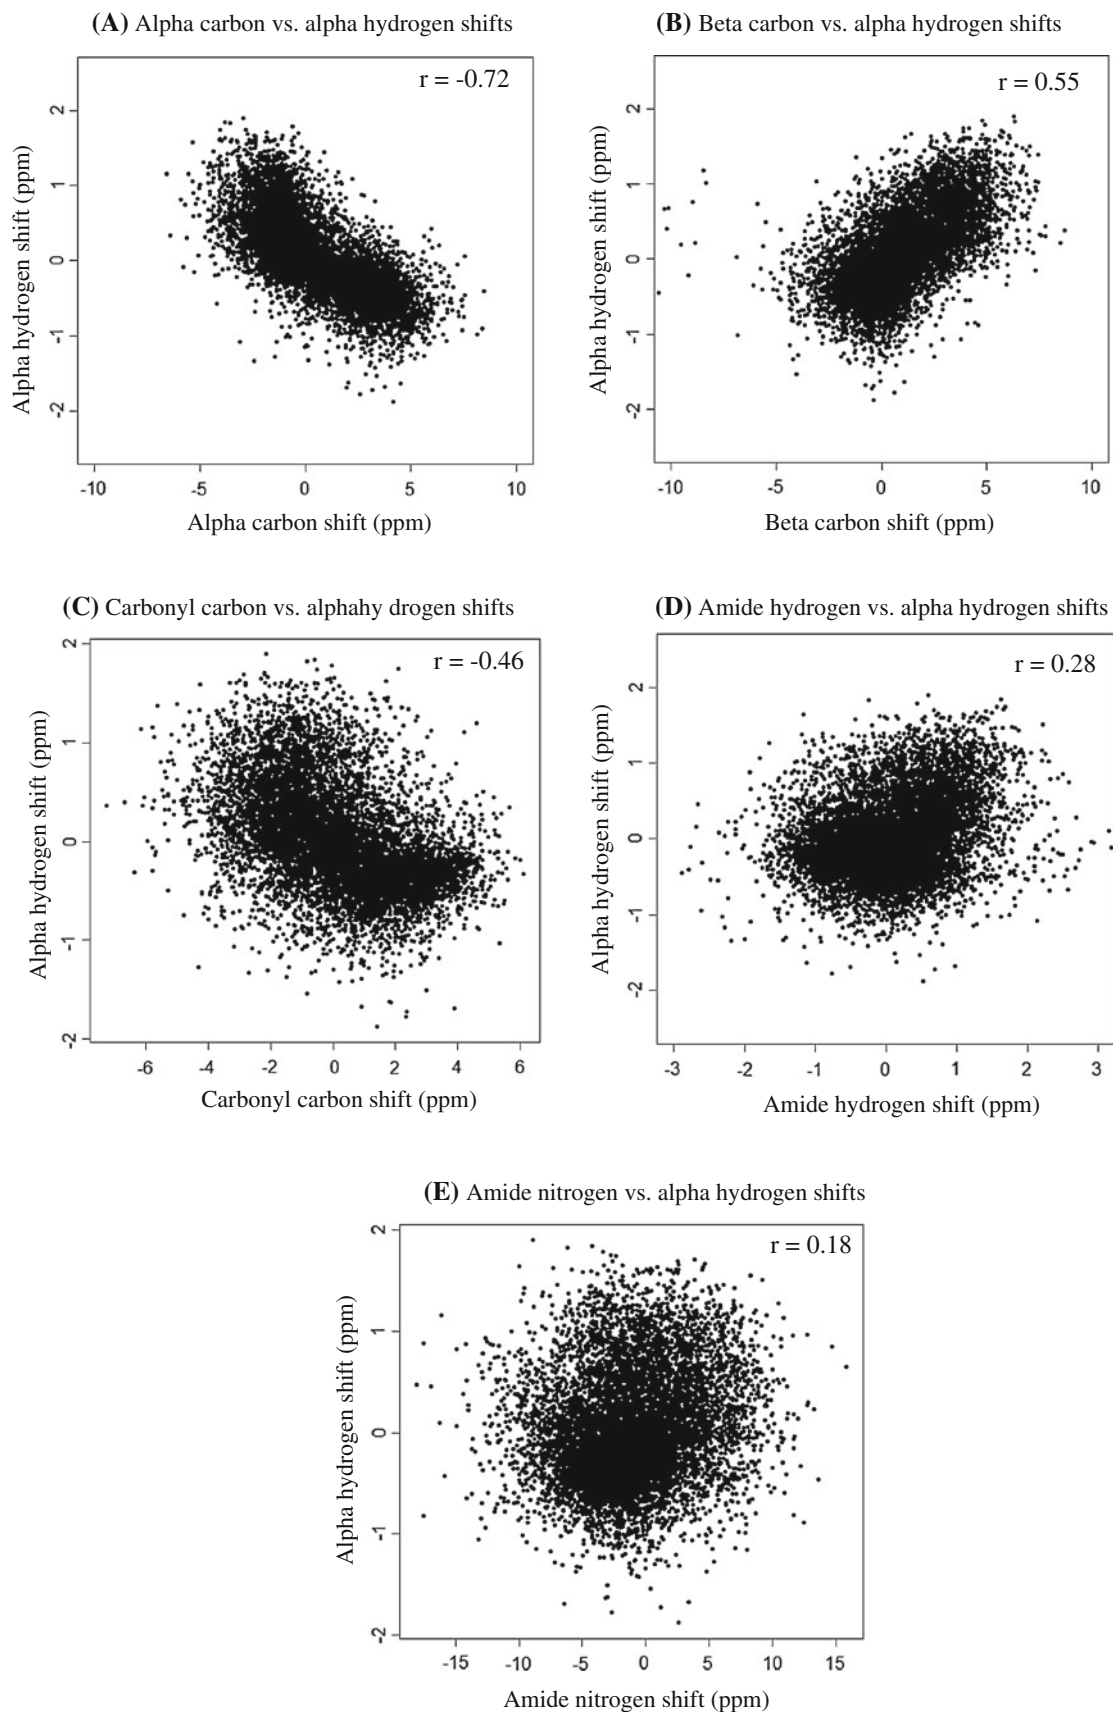 (A) Alpha carbon vs. alpha hydrogen shifts
r = -0.72
Alpha hydrogen shift (ppm)
2
1
0
-1
-2
-10 -5 0 5 10
Alpha carbon shift (ppm)
(B) Beta carbon vs. alpha hydrogen shifts
r = 0.55
Alpha hydrogen shift (ppm)
2
1
0
-1
-2
-10 -5 0 5 10
Beta carbon shift (ppm)
(C) Carbonyl carbon vs. alphahy drogen shifts
r = -0.46
Alpha hydrogen shift (ppm)
2
1
0
-1
-2
-6 -4 -2 0 2 4 6
Carbonyl carbon shift (ppm)
(D) Amide hydrogen vs. alpha hydrogen shifts
r = 0.28
Alpha hydrogen shift (ppm)
2
1
0
-1
-2
-3 -2 -1 0 1 2 3
Amide hydrogen shift (ppm)
(E) Amide nitrogen vs. alpha hydrogen shifts
r = 0.18
Alpha hydrogen shift (ppm)
2
1
0
-1
-2
-15 -10 -5 0 5 10 15
Amide nitrogen shift (ppm)